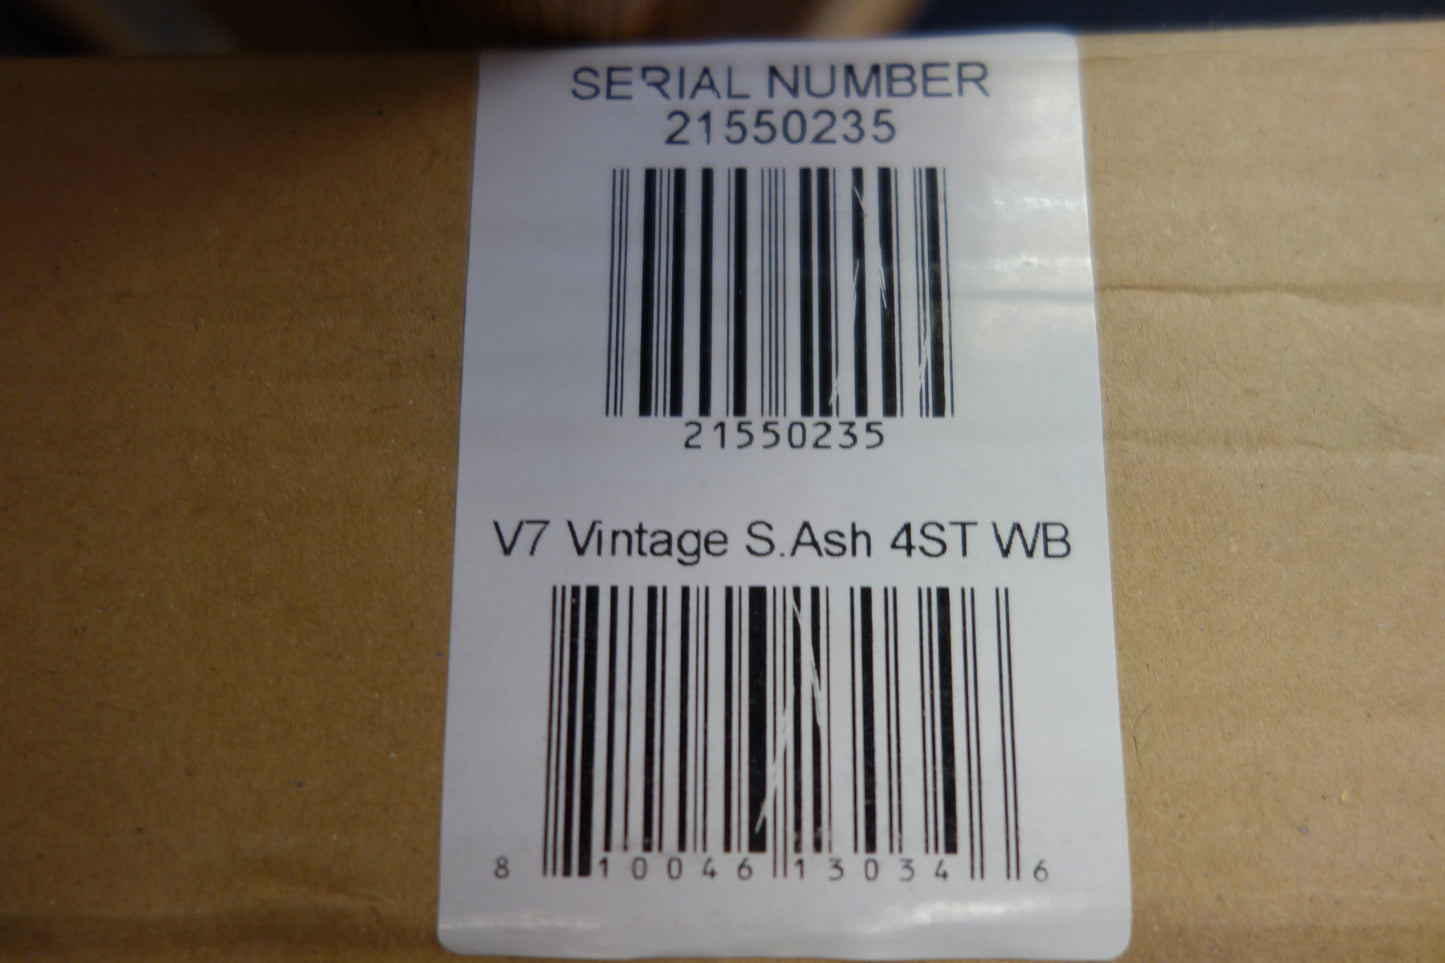 SERIAL NUMBER
21550235
21550235
V7 Vintage S.Ash 4ST WB
8 10046 13034 6